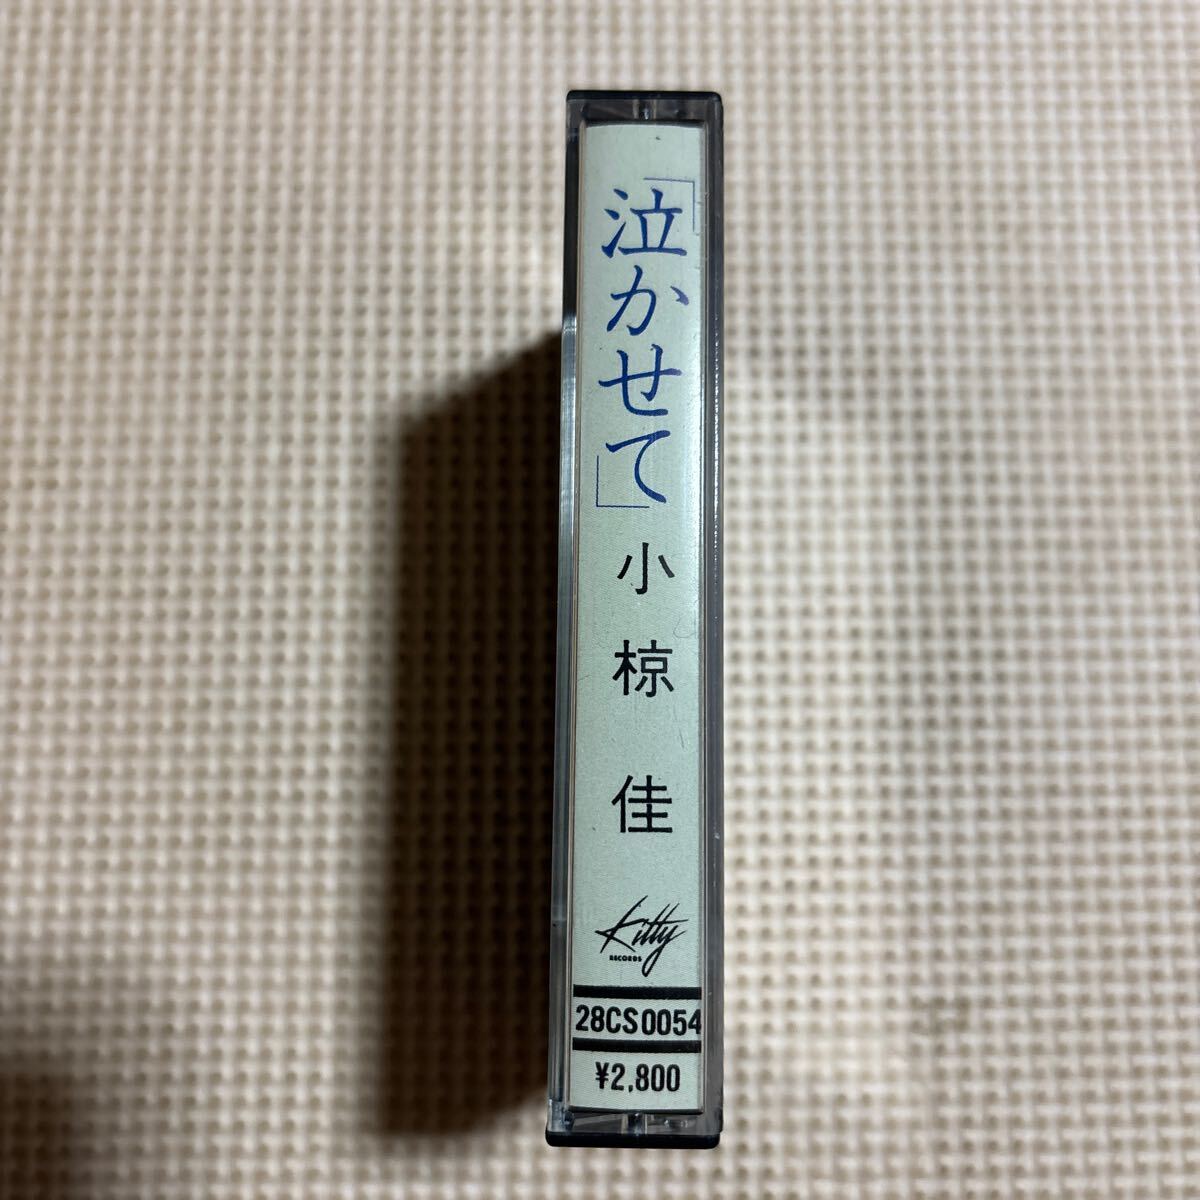 「泣かせて」
小椋佳
Kitty
RECORDS
28CS0054
¥2,800